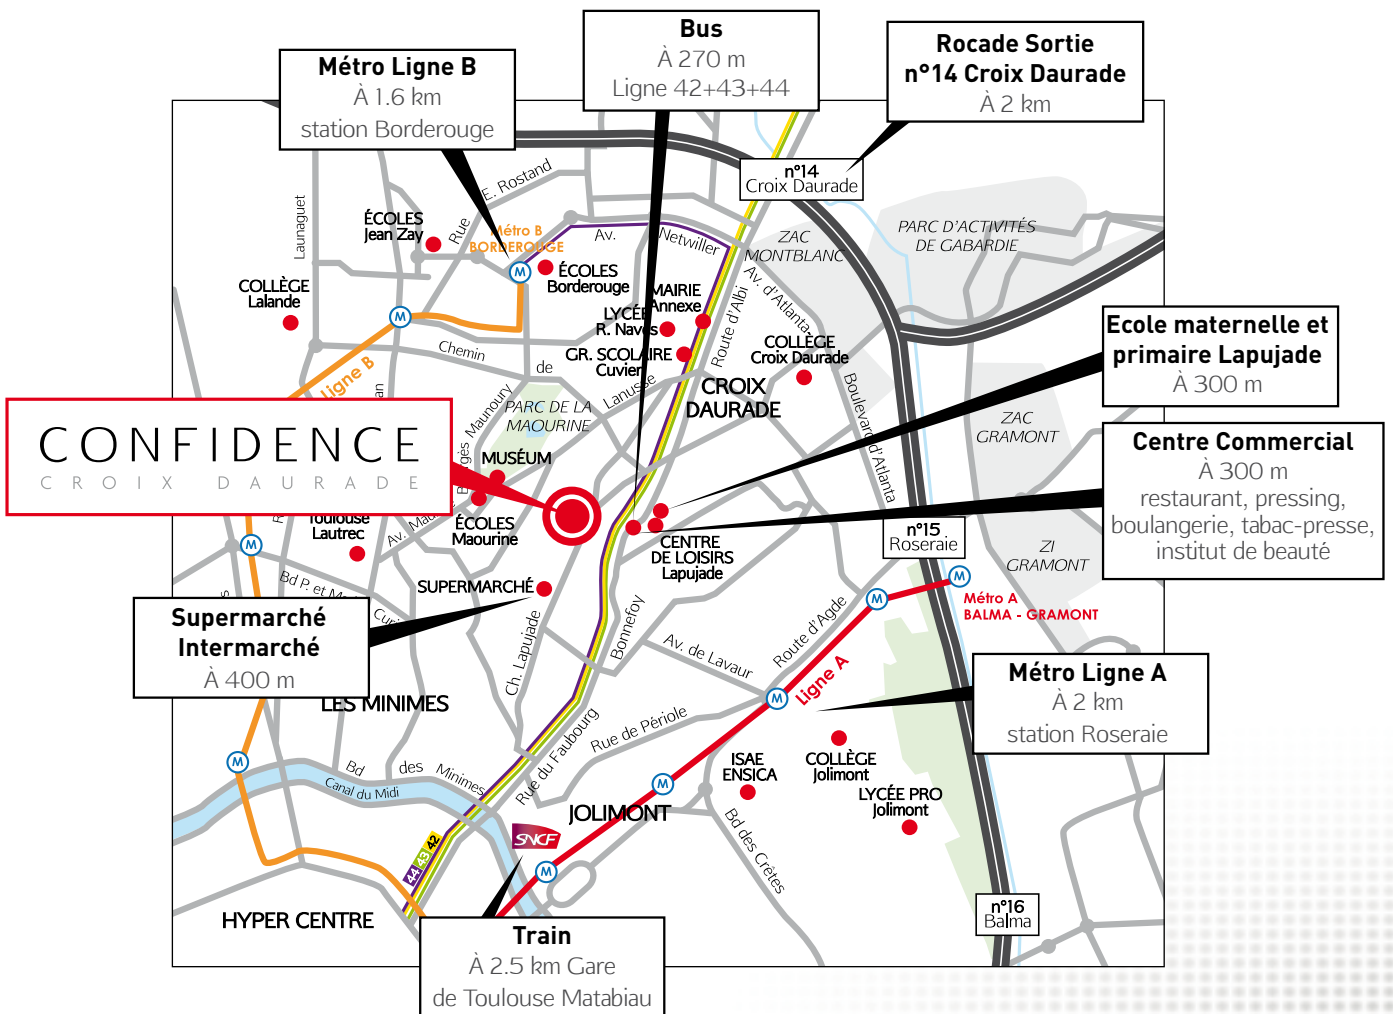 Bus
À 270 m
Ligne 42+43+44
Rocade Sortie
n°14 Croix Daurade
À 2 km
Métro Ligne B
À 1.6 km
station Borderouge
n°14
Croix Daurade
E. Rostand
Rue
Launaguet
ÉCOLES
Jean Zay
Métro B
BORDEROUGE
Av.
Netwiller
ZAC
MONTBLANC
PARC D'ACTIVITÉS
DE GABARDIE
ÉCOLES
Borderouge
COLLÈGE
Lalande
MAIRIE
Annexe
LYCÉE
R. Naves
GR. SCOLAIRE
Cuvier
Route d'Albi
Av. d'Atlanta
COLLÈGE
Croix Daurade
Ecole maternelle et
primaire Lapujade
À 300 m
Chemin
de
Lanusse
Ligne B
CROIX
DAURADE
Boulevard d'Atlanta
PARC DE LA
MAOURINE
Maunoury
ZAC
GRAMONT
CONFIDENCE
CROIX DAURADE
MUSÉUM
ÉCOLES
Maourine
Toulouse
Lautrec
Centre Commercial
À 300 m
restaurant, pressing,
boulangerie, tabac-presse,
institut de beauté
n°15
Roseraie
ZI
GRAMONT
CENTRE
DE LOISIRS
Lapujade
SUPERMARCHÉ
Bd P. et
Métro A
BALMA - GRAMONT
Supermarché
Intermarché
À 400 m
Ch. Lapujade
Bonnefoy
Av. de Lavaur
Route d'Agde
Ligne A
Métro Ligne A
À 2 km
station Roseraie
LES MINIMES
Rue du Faubourg
Rue de Périole
Bd
des
Minimes
Canal du Midi
ISAE
ENSICA
COLLÈGE
Jolimont
LYCÉE PRO
Jolimont
JOLIMONT
Bd des Crêtes
SNCF
44 43 42
HYPER CENTRE
n°16
Balma
Train
À 2.5 km Gare
de Toulouse Matabiau